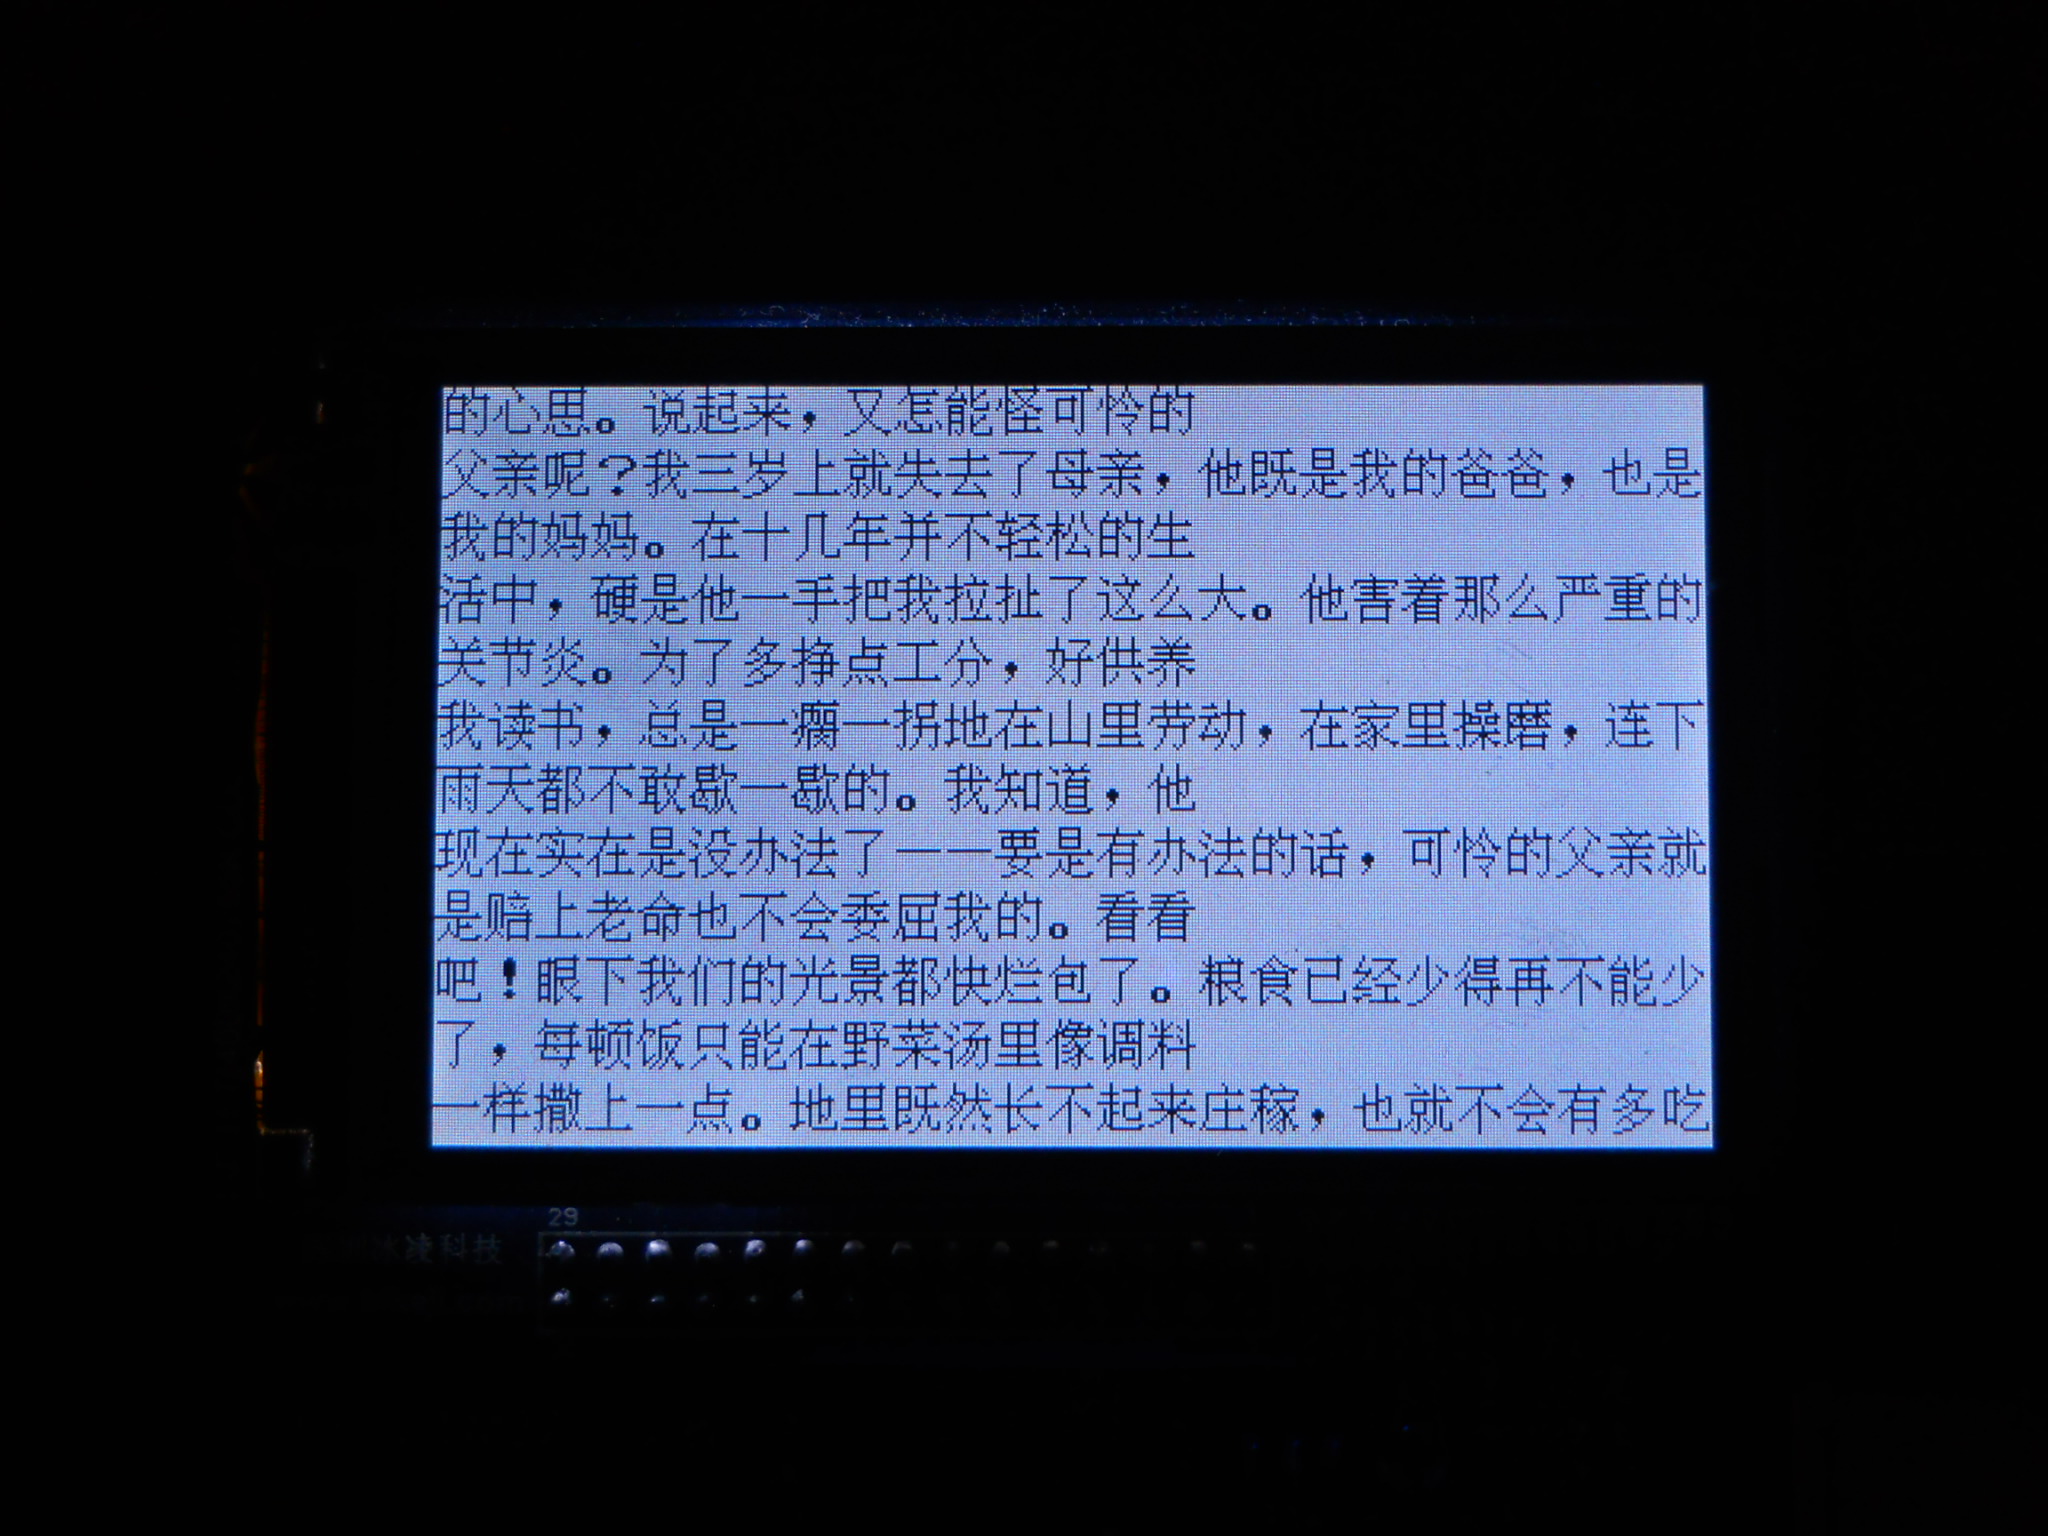 的心思。说起来，又怎能怪可怜的
父亲呢？我三岁上就失去了母亲，他既是我的爸爸，也是
我的妈妈。在十几年并不轻松的生
活中，硬是他一手把我拉扯了这么大。他害着那么严重的
关节炎。为了多挣点工分，好供养
我读书，总是一瘸一拐地在山里劳动，在家里操磨，连下
雨天都不敢歇一歇的。我知道，他
现在实在是没办法了——要是有办法的话，可怜的父亲就
是赔上老命也不会委屈我的。看看
吧！眼下我们的光景都快烂包了。粮食已经少得再不能少
了，每顿饭只能在野菜汤里像调料
一样撒上一点。地里既然长不起来庄稼，也就不会有多吃
29
冰凌科技